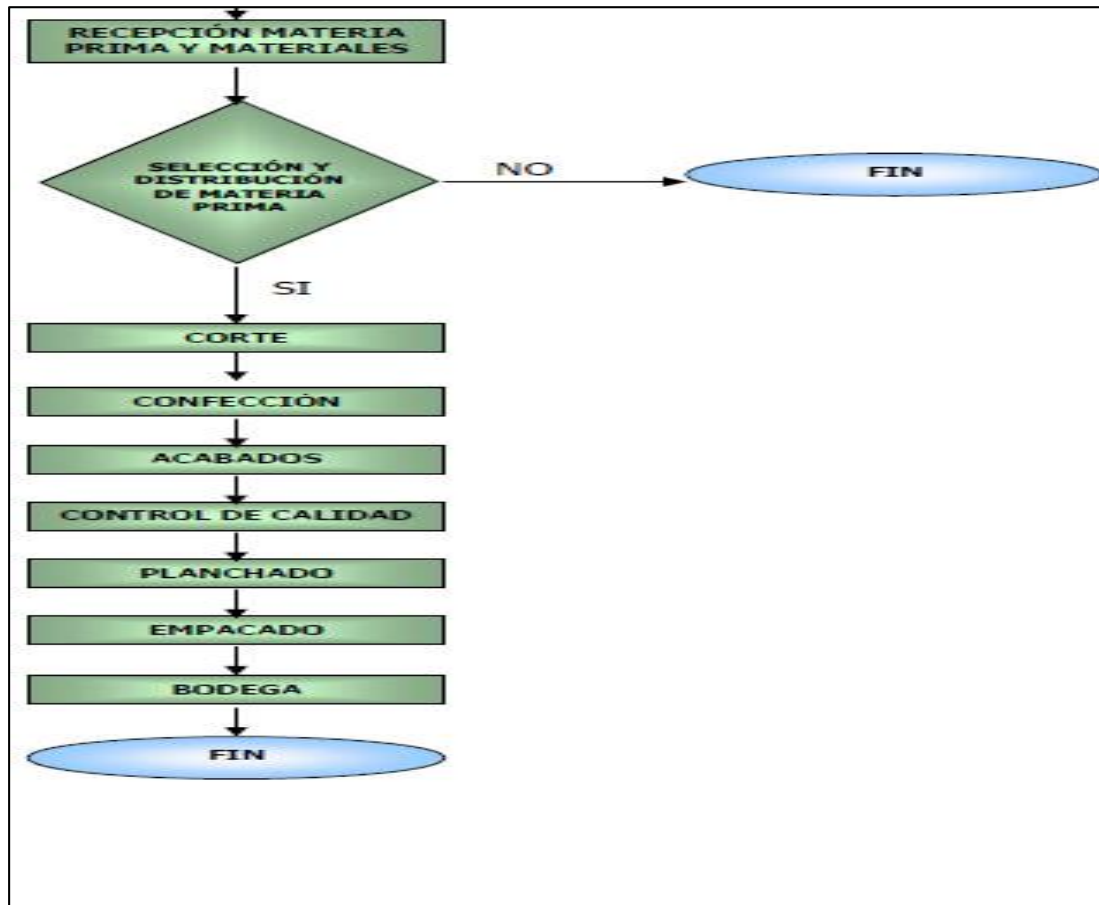 RECEPCIÓN MATERIA
PRIMA Y MATERIALES
SELECCIÓN Y
DISTRIBUCIÓN
DE MATERIA
PRIMA
NO
FIN
SI
CORTE
CONFECCIÓN
ACABADOS
CONTROL DE CALIDAD
PLANCHADO
EMPACADO
BODEGA
FIN